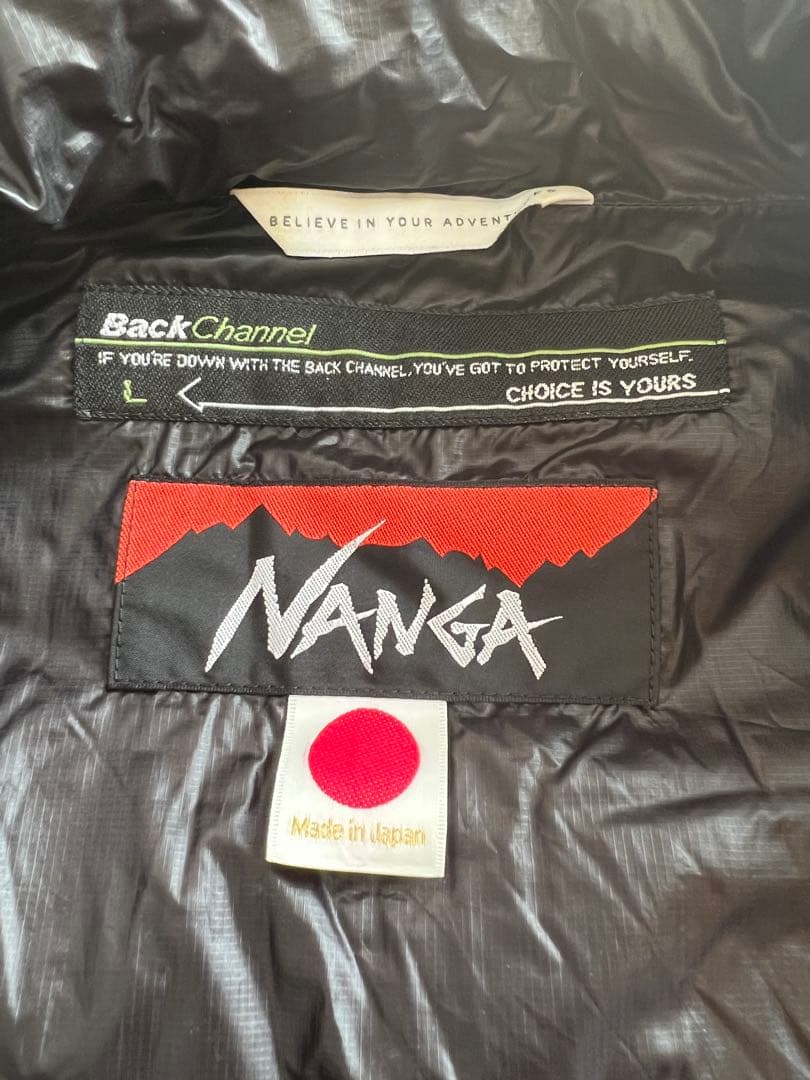 BELIEVE IN YOUR
BackChannel
IF YOU'RE DOWN WITH THE BACK CHANNEL, YOU'VE GOT TO PROTECT YOURSELF.
L CHOICE IS YOURS
NANGA
Made in Japan